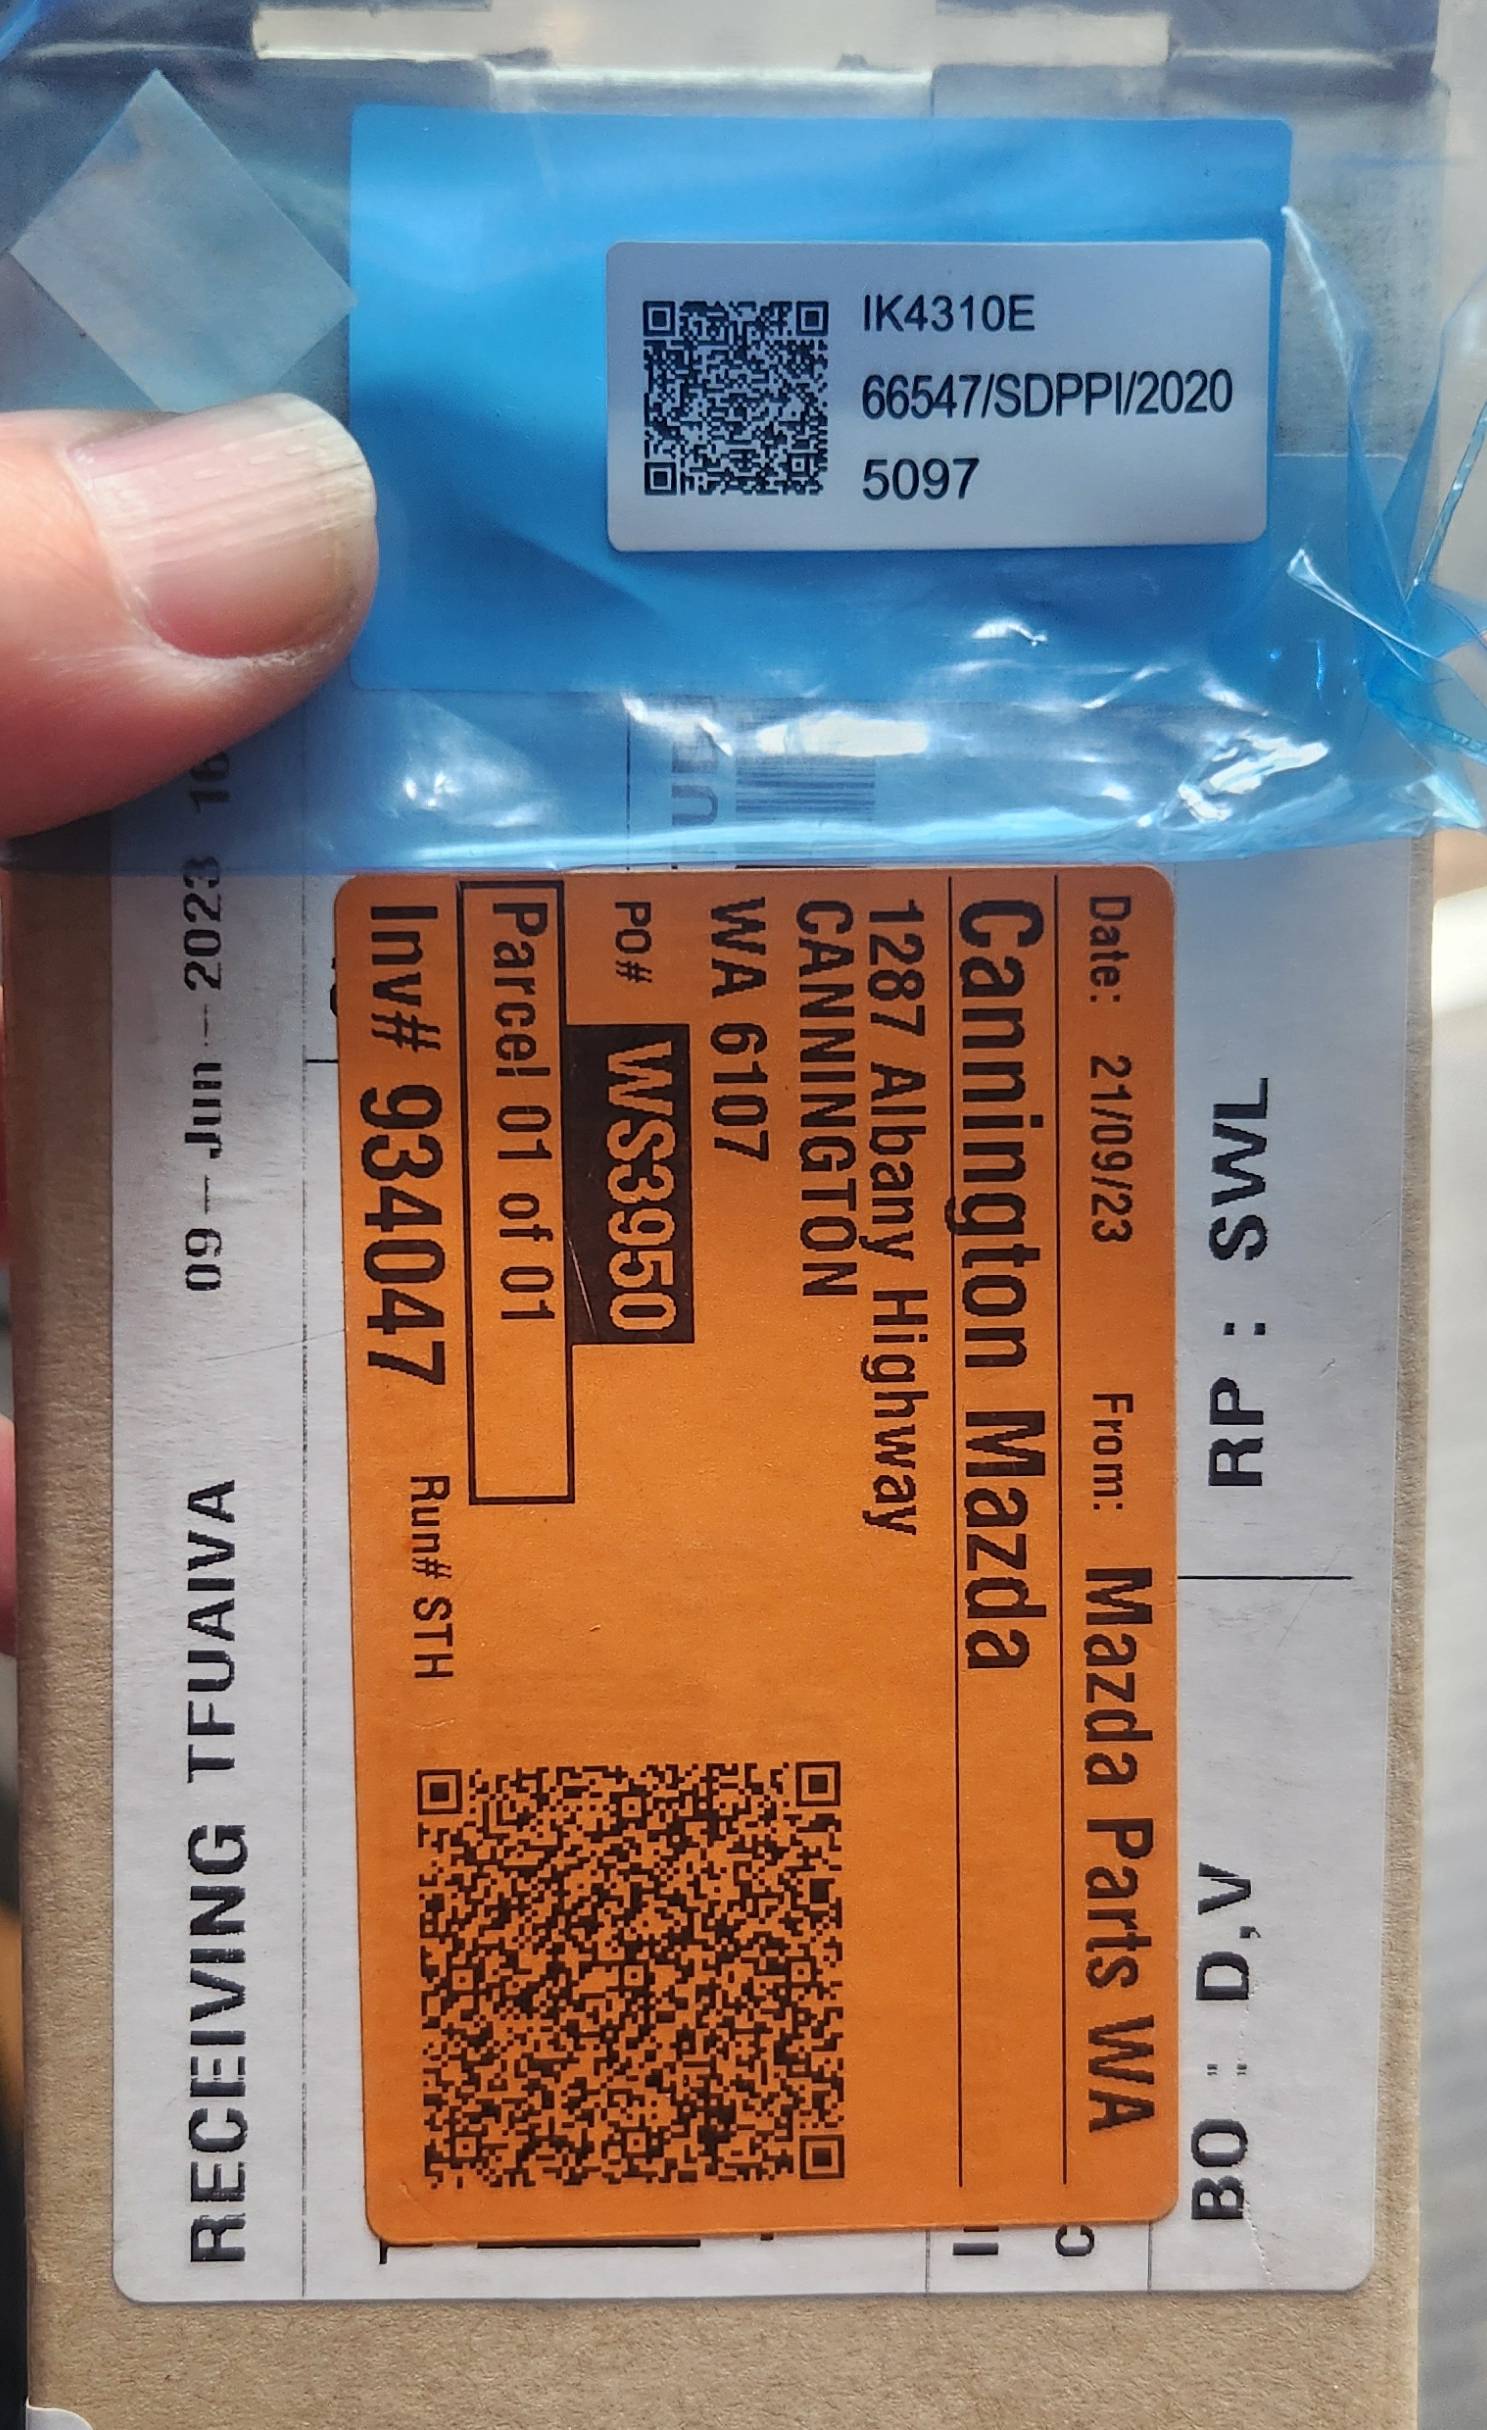 IK4310E
66547/SDPPI/2020
5097
Date: 21/09/23 From: Mazda Parts WA
Cannington Mazda
1287 Albany Highway
CANNINGTON
WA 6107
PO# WS3950
Parcel 01 of 01
Inv# 934047 Run# STH
BO : D,V RP : SWL
RECEIVING TFUAIVA 09-Jun-2023 16